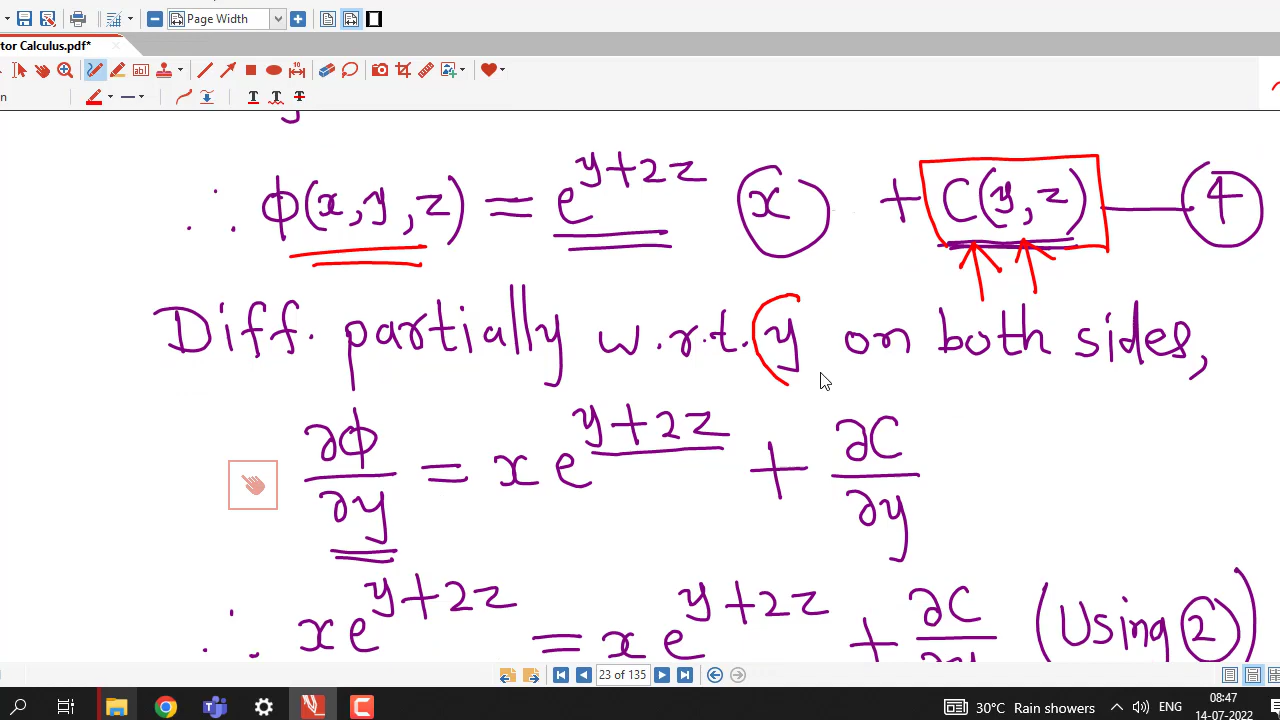 Page Width
tor Calculus.pdf*
T T T
∴ ϕ(x,y,z) = e^{y+2z} (x) + C(y,z) —— ④
Diff. partially w.r.t. y on both sides,
∂ϕ/∂y = x e^{y+2z} + ∂C/∂y
∴ x e^{y+2z} = x e^{y+2z} + ∂C/∂y (Using ②)
23 of 135
08:47
30°C Rain showers ENG
14-07-2022